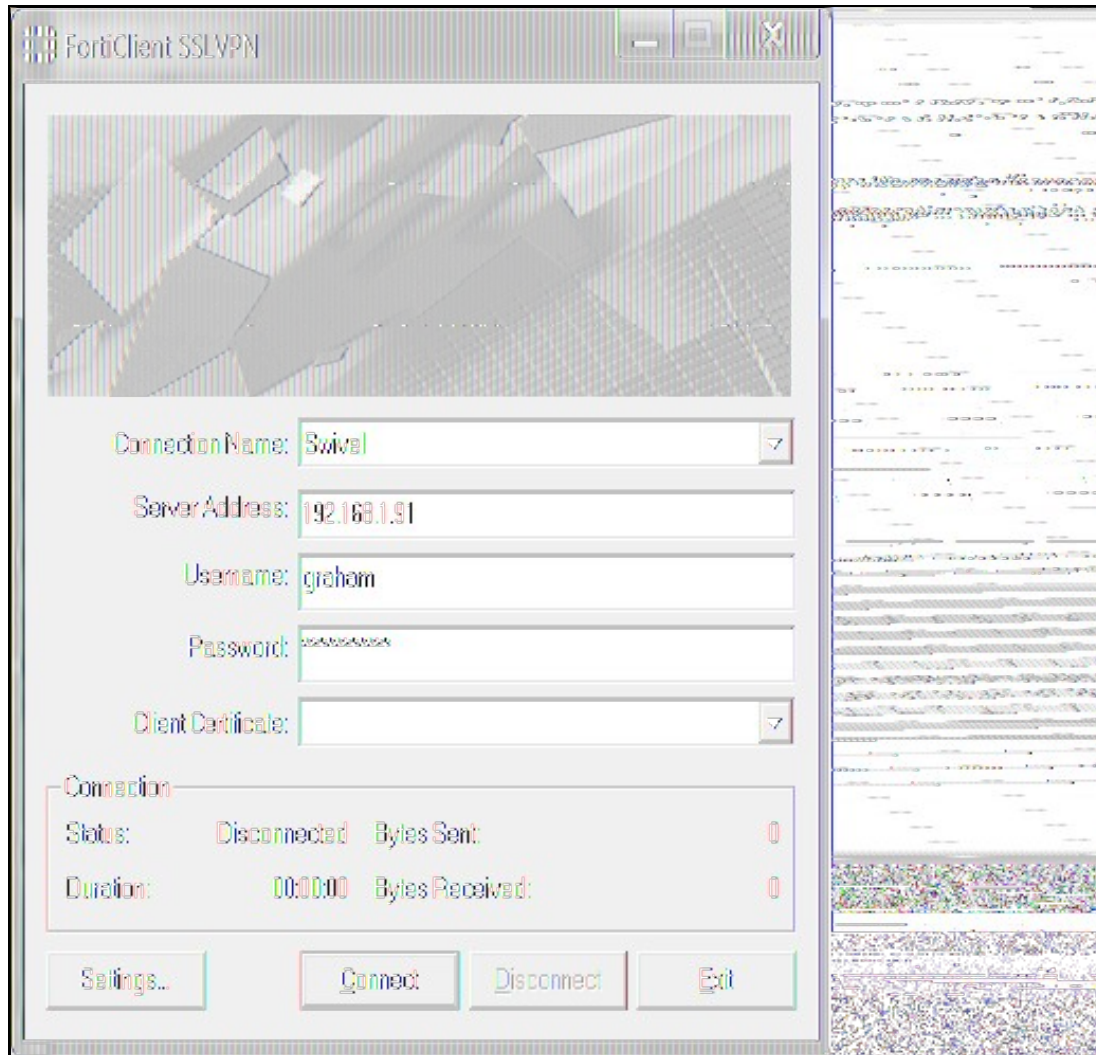 FortiClient SSLVPN
Connection Name: Swivel
Server Address: 192.168.1.91
Username: graham
Password: **********
Client Certificate:
Connection
Status: Disconnected Bytes Sent: 0
Duration: 00:00:00 Bytes Received: 0
Settings... Connect Disconnect Exit